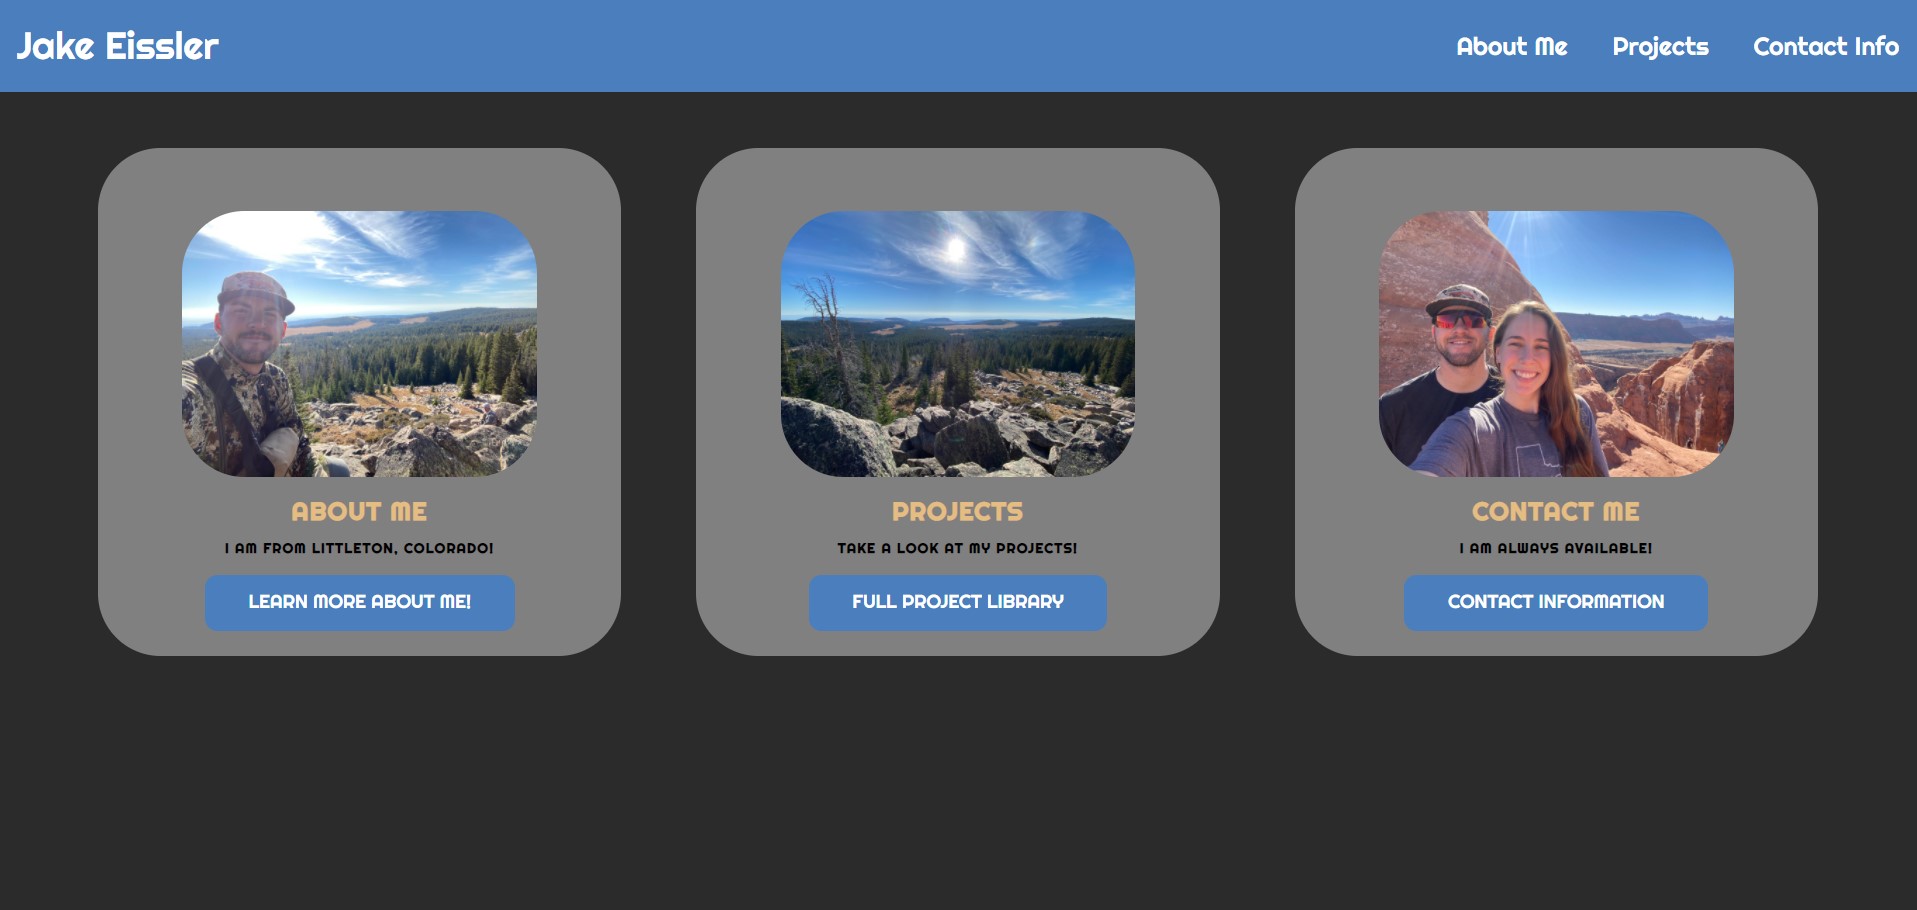 Jake Eissler
About Me
Projects
Contact Info
ABOUT ME
I AM FROM LITTLETON, COLORADO!
LEARN MORE ABOUT ME!
PROJECTS
TAKE A LOOK AT MY PROJECTS!
FULL PROJECT LIBRARY
CONTACT ME
I AM ALWAYS AVAILABLE!
CONTACT INFORMATION